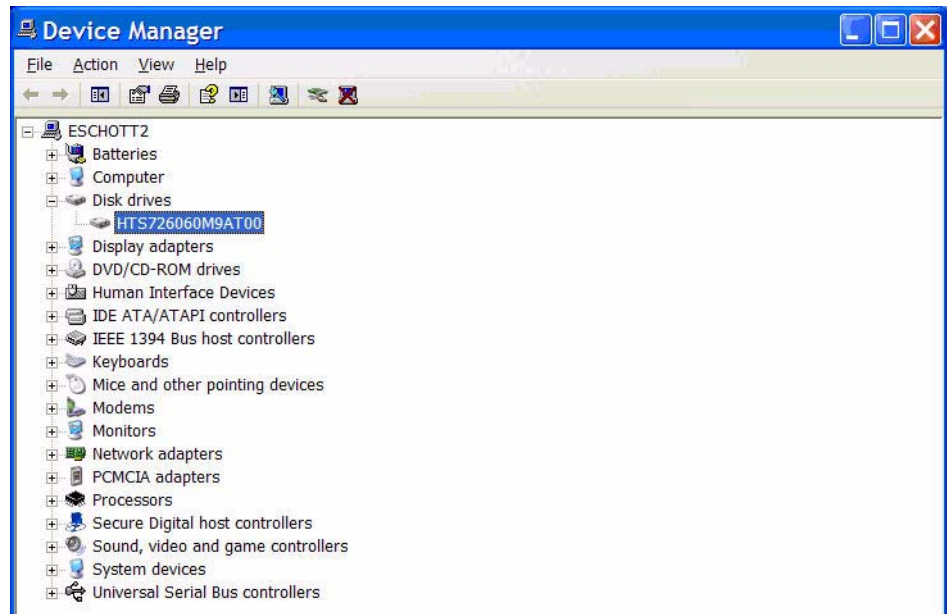 Device Manager
File Action View Help
ESCHOTT2
Batteries
Computer
Disk drives
HTS726060M9AT00
Display adapters
DVD/CD-ROM drives
Human Interface Devices
IDE ATA/ATAPI controllers
IEEE 1394 Bus host controllers
Keyboards
Mice and other pointing devices
Modems
Monitors
Network adapters
PCMCIA adapters
Processors
Secure Digital host controllers
Sound, video and game controllers
System devices
Universal Serial Bus controllers